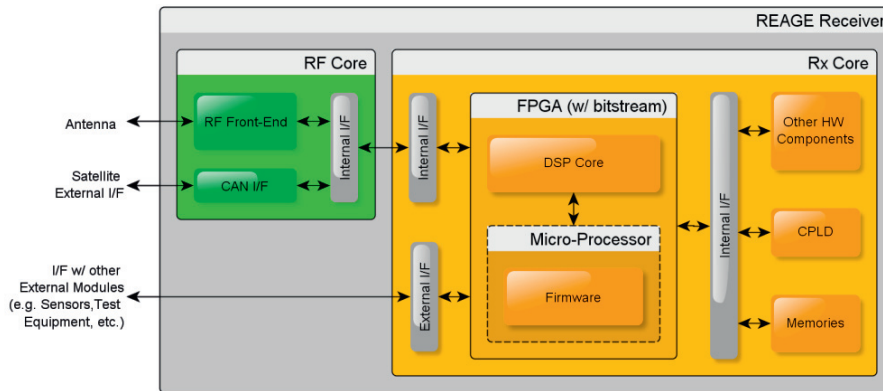 REAGE Receiver
RF Core
Rx Core
RF Front-End
CAN I/F
Internal I/F
Antenna
Satellite
External I/F
I/F w/ other
External Modules
(e.g. Sensors,Test
Equipment, etc.)
Internal I/F
External I/F
FPGA (w/ bitstream)
DSP Core
Micro-Processor
Firmware
Internal I/F
Other HW
Components
CPLD
Memories